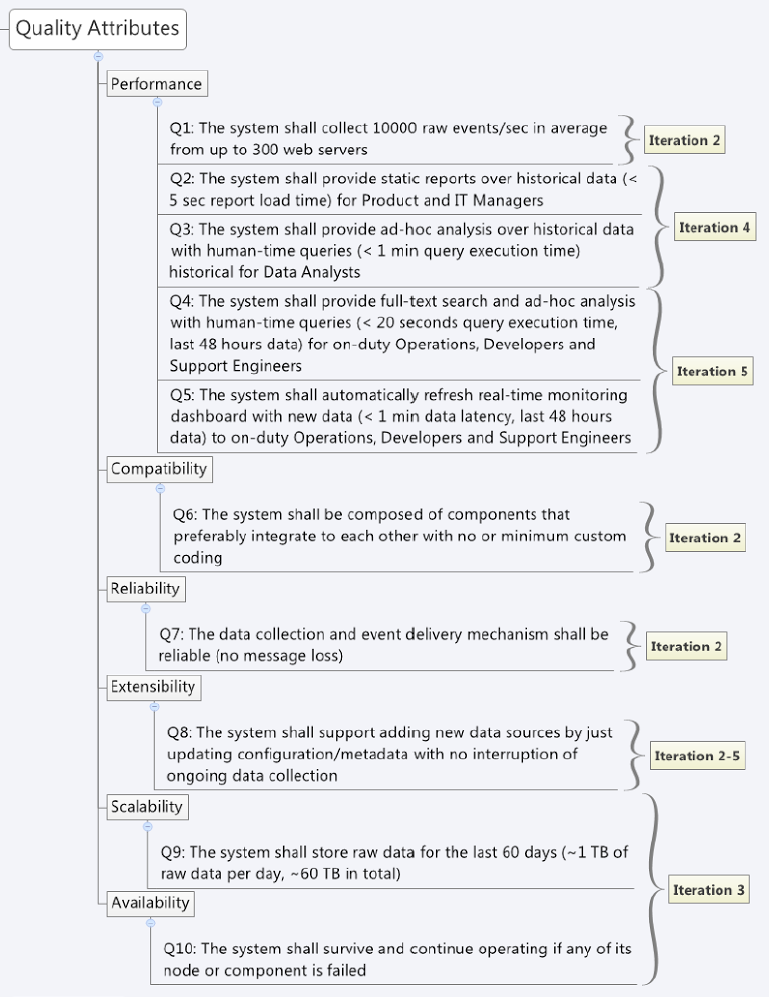 Quality Attributes
Performance
Q1: The system shall collect 10000 raw events/sec in average
from up to 300 web servers
Iteration 2
Q2: The system shall provide static reports over historical data (<
5 sec report load time) for Product and IT Managers
Q3: The system shall provide ad-hoc analysis over historical data
with human-time queries (< 1 min query execution time)
historical for Data Analysts
Iteration 4
Q4: The system shall provide full-text search and ad-hoc analysis
with human-time queries (< 20 seconds query execution time,
last 48 hours data) for on-duty Operations, Developers and
Support Engineers
Q5: The system shall automatically refresh real-time monitoring
dashboard with new data (< 1 min data latency, last 48 hours
data) to on-duty Operations, Developers and Support Engineers
Iteration 5
Compatibility
Q6: The system shall be composed of components that
preferably integrate to each other with no or minimum custom
coding
Iteration 2
Reliability
Q7: The data collection and event delivery mechanism shall be
reliable (no message loss)
Iteration 2
Extensibility
Q8: The system shall support adding new data sources by just
updating configuration/metadata with no interruption of
ongoing data collection
Iteration 2-5
Scalability
Q9: The system shall store raw data for the last 60 days (~1 TB of
raw data per day, ~60 TB in total)
Availability
Q10: The system shall survive and continue operating if any of its
node or component is failed
Iteration 3